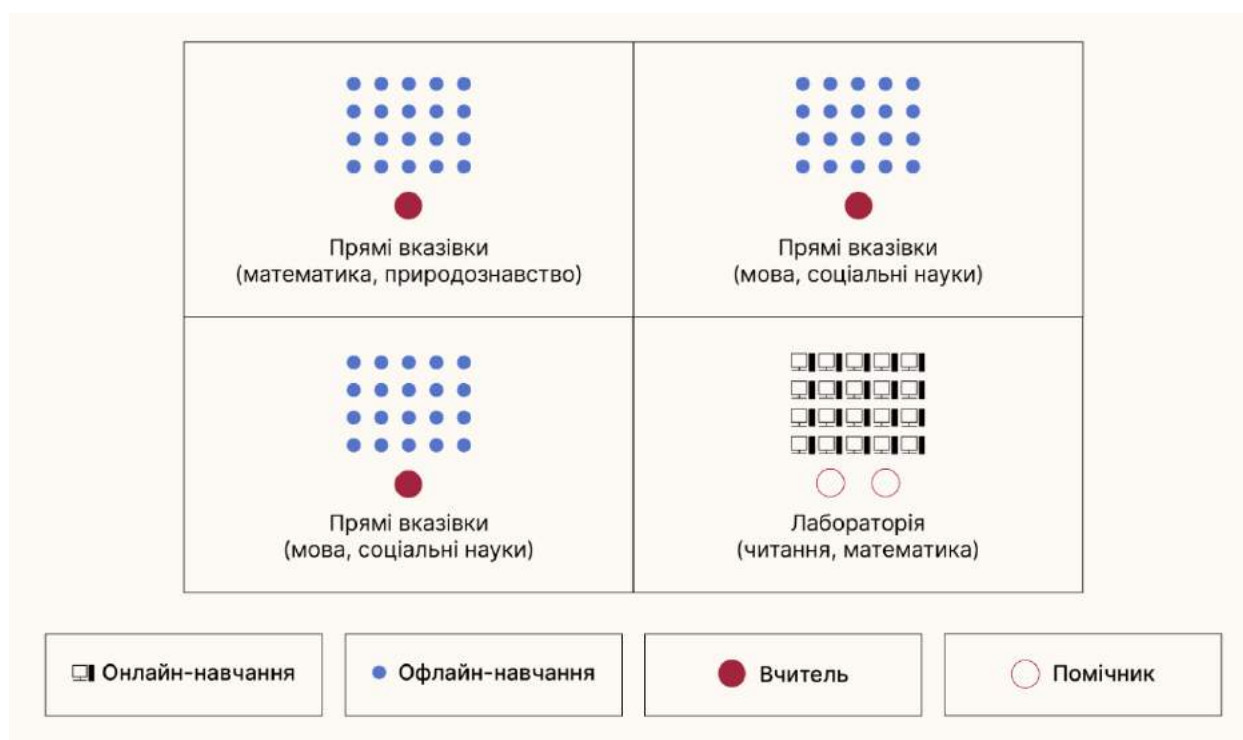 Прямі вказівки
(математика, природознавство)
Прямі вказівки
(мова, соціальні науки)
Прямі вказівки
(мова, соціальні науки)
Лабораторія
(читання, математика)
Онлайн-навчання
Офлайн-навчання
Вчитель
Помічник